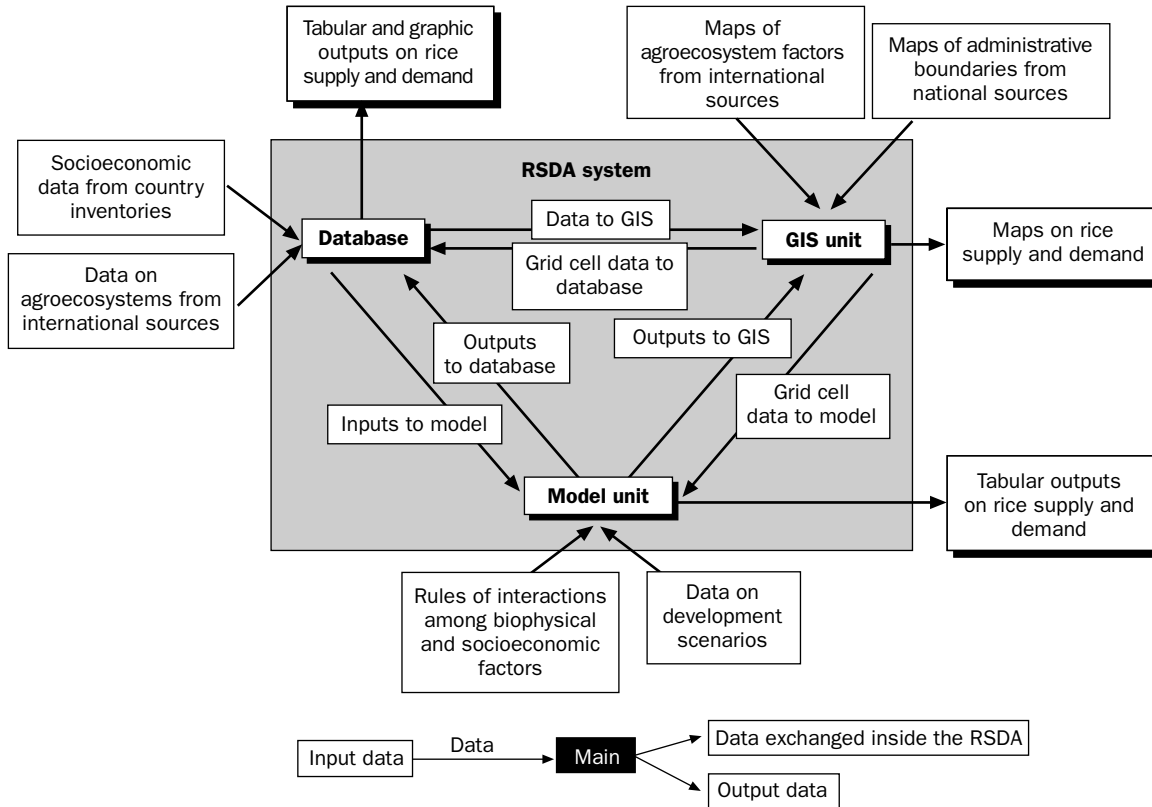 Tabular and graphic
outputs on rice
supply and demand
Maps of
agroecosystem factors
from international
sources
Maps of administrative
boundaries from
national sources
Socioeconomic
data from country
inventories
Data on
agroecosystems from
international sources
RSDA system
Database
Data to GIS
Grid cell data to
database
GIS unit
Maps on rice
supply and demand
Outputs
to database
Outputs to GIS
Inputs to model
Grid cell
data to model
Model unit
Tabular outputs
on rice supply and
demand
Rules of interactions
among biophysical
and socioeconomic
factors
Data on
development
scenarios
Input data
Data
Main
Data exchanged inside the RSDA
Output data